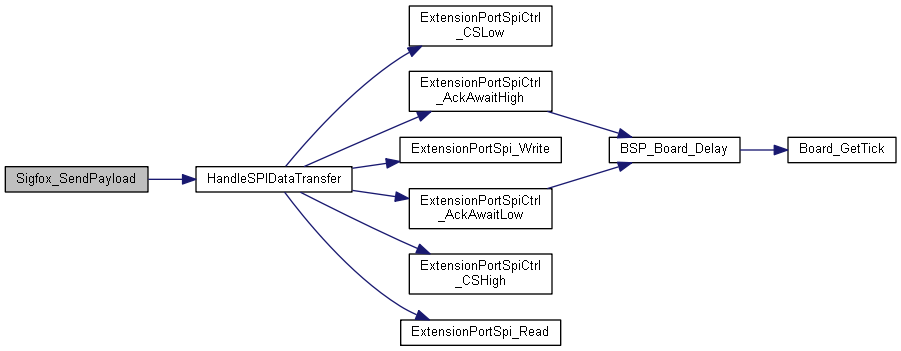 Sigfox_SendPayload
HandleSPIDataTransfer
ExtensionPortSpiCtrl
_CSLow
ExtensionPortSpiCtrl
_AckAwaitHigh
ExtensionPortSpi_Write
ExtensionPortSpiCtrl
_AckAwaitLow
ExtensionPortSpiCtrl
_CSHigh
ExtensionPortSpi_Read
BSP_Board_Delay
Board_GetTick